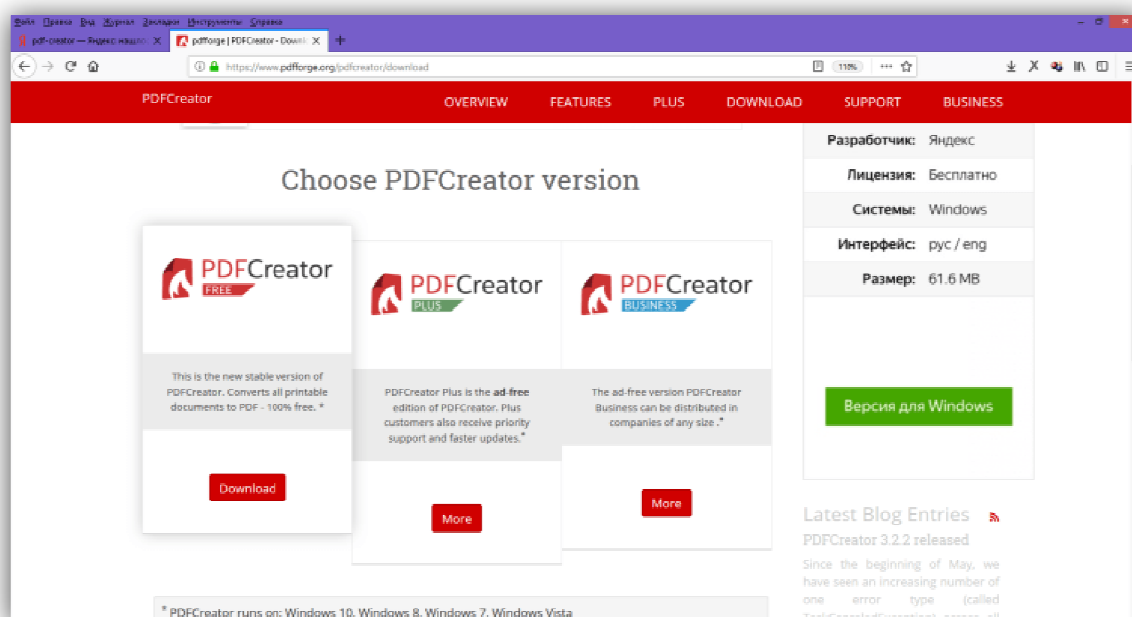 Файл Правка Вид Журнал Закладки Инструменты Справка
pdf-creator — Яндекс: нашло
pdfforge | PDFCreator - Downl
https://www.pdfforge.org/pdfcreator/download
110%
PDFCreator
OVERVIEW FEATURES PLUS DOWNLOAD SUPPORT BUSINESS
Choose PDFCreator version
PDFCreator
FREE
This is the new stable version of
PDFCreator. Converts all printable
documents to PDF - 100% free. *
Download
PDFCreator
PLUS
PDFCreator Plus is the ad-free
edition of PDFCreator. Plus
customers also receive priority
support and faster updates.*
More
PDFCreator
BUSINESS
The ad-free version PDFCreator
Business can be distributed in
companies of any size .*
More
* PDFCreator runs on: Windows 10, Windows 8, Windows 7, Windows Vista
Разработчик: Яндекс
Лицензия: Бесплатно
Системы: Windows
Интерфейс: рус / eng
Размер: 61.6 MB
Версия для Windows
Latest Blog Entries
PDFCreator 3.2.2 released
Since the beginning of May, we
have seen an increasing number of
one error type (called